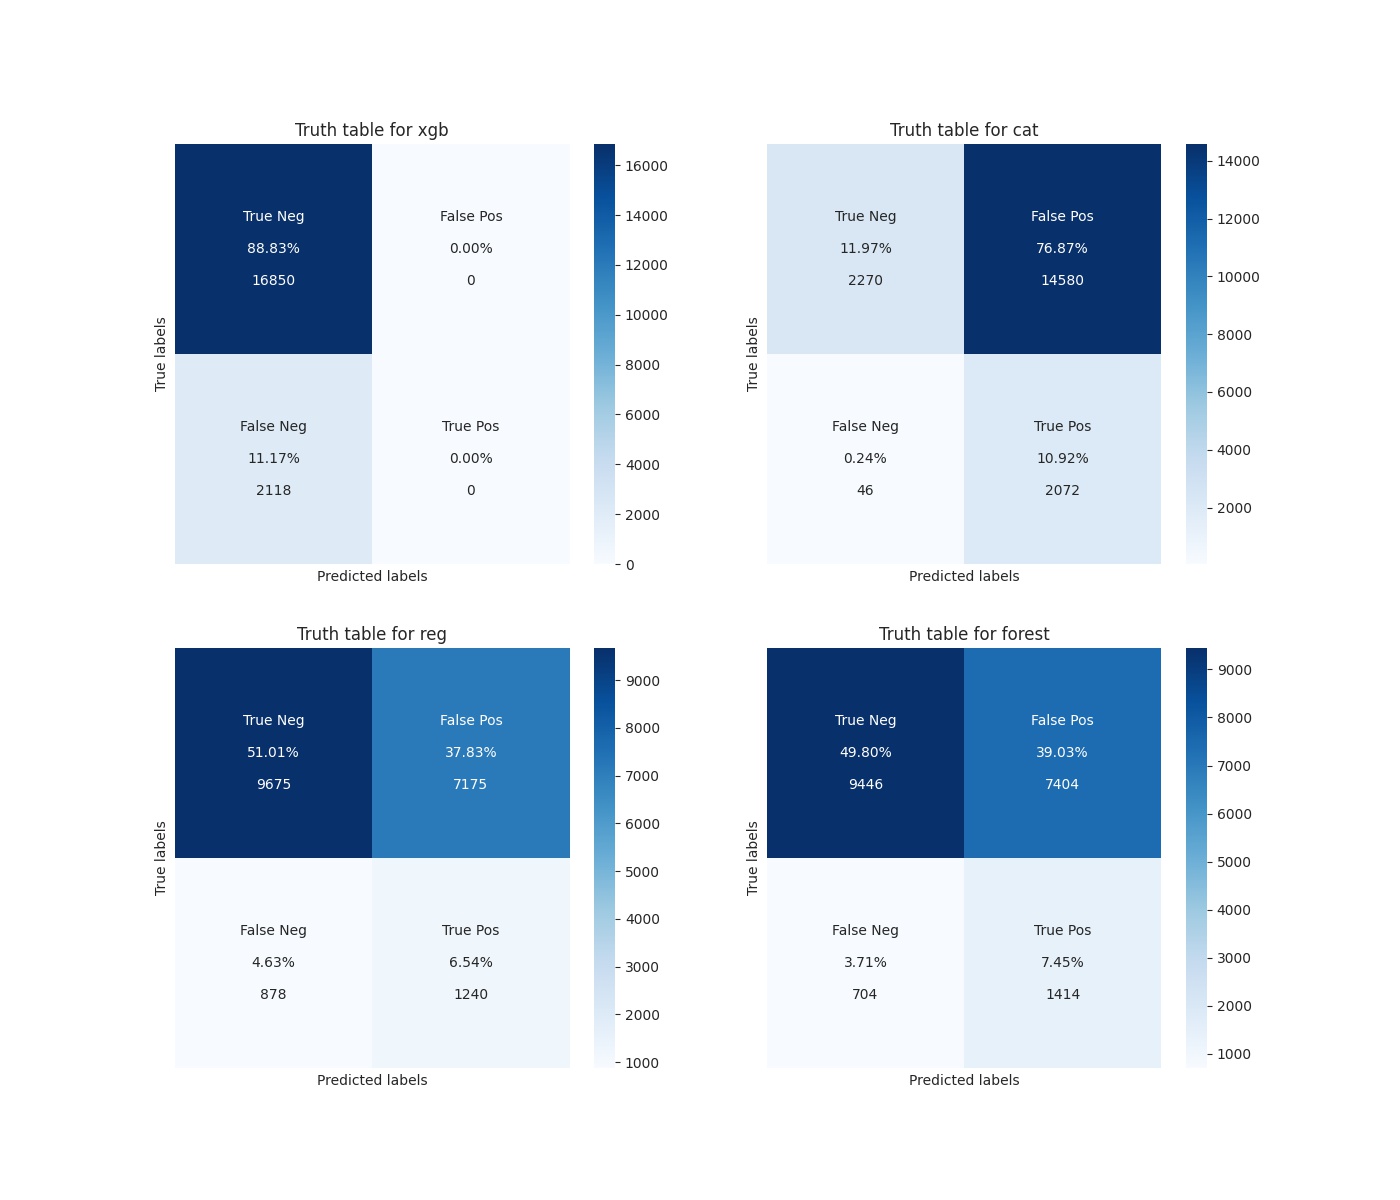 Truth table for xgb
True Neg
88.83%
16850
False Pos
0.00%
0
False Neg
11.17%
2118
True Pos
0.00%
0
True labels
Predicted labels
16000
14000
12000
10000
8000
6000
4000
2000
0
Truth table for cat
True Neg
11.97%
2270
False Pos
76.87%
14580
False Neg
0.24%
46
True Pos
10.92%
2072
True labels
Predicted labels
14000
12000
10000
8000
6000
4000
2000
Truth table for reg
True Neg
51.01%
9675
False Pos
37.83%
7175
False Neg
4.63%
878
True Pos
6.54%
1240
True labels
Predicted labels
9000
8000
7000
6000
5000
4000
3000
2000
1000
Truth table for forest
True Neg
49.80%
9446
False Pos
39.03%
7404
False Neg
3.71%
704
True Pos
7.45%
1414
True labels
Predicted labels
9000
8000
7000
6000
5000
4000
3000
2000
1000